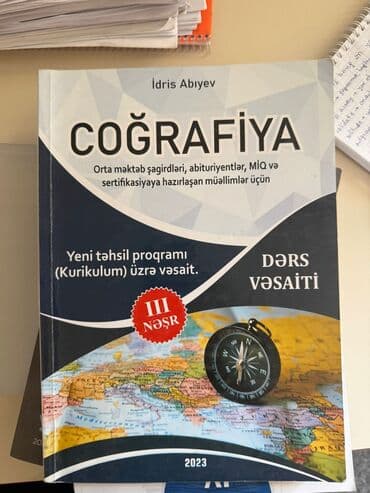 İdris Abıyev
COĞRAFİYA
Orta məktəb şagirdləri, abituriyentlər, MİQ və
sertifikasiyaya hazırlaşan müəllimlər üçün
Yeni təhsil proqramı
(Kurikulum) üzrə vəsait.
DƏRS
VƏSAİTİ
III
NƏŞR
2023